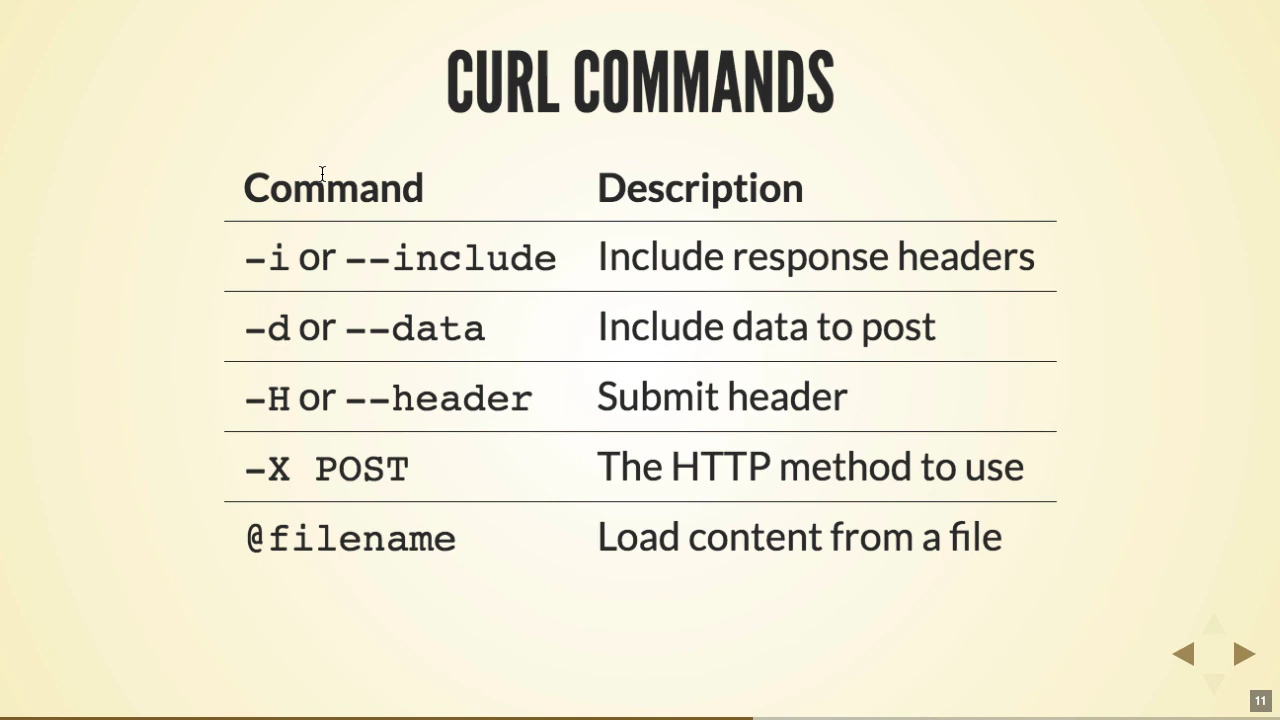 CURL COMMANDS
Command Description
-i or --include Include response headers
-d or --data Include data to post
-H or --header Submit header
-X POST The HTTP method to use
@filename Load content from a file
11